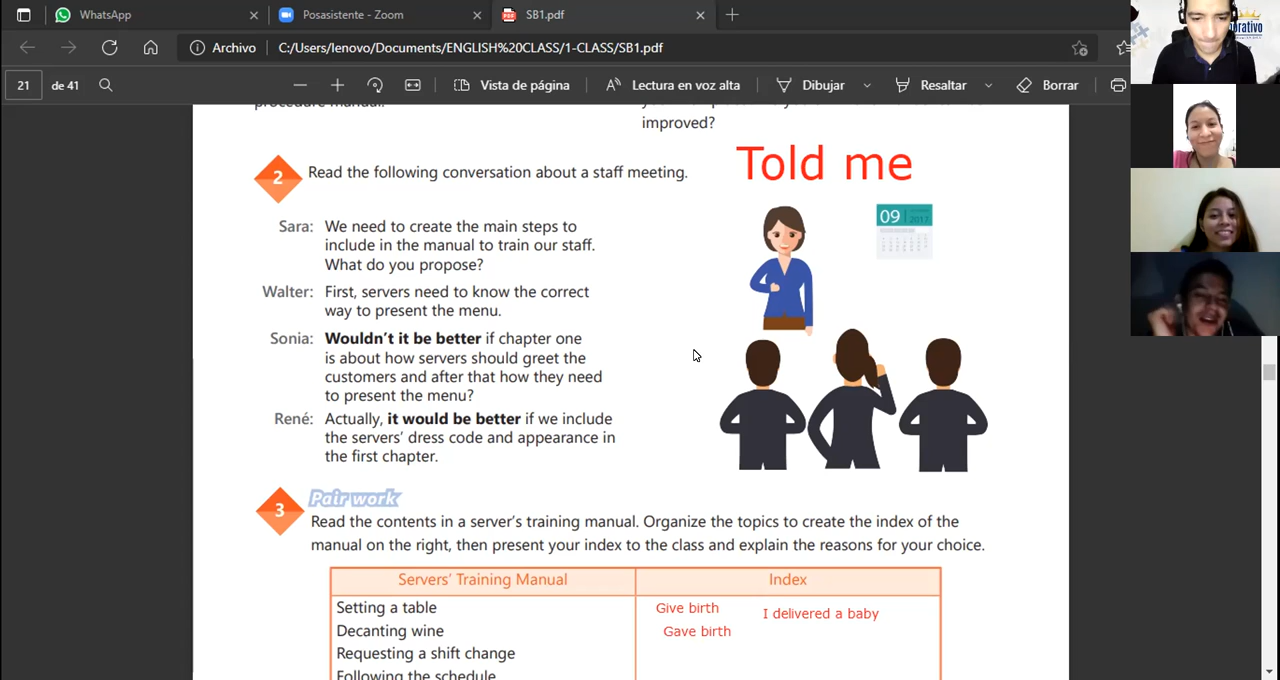 WhatsApp
Posasistente - Zoom
SB1.pdf
Archivo
C:/Users/lenovo/Documents/ENGLISH%20CLASS/1-CLASS/SB1.pdf
21
de 41
Vista de página
Lectura en voz alta
Dibujar
Resaltar
Borrar
procedure manual.
improved?
2
Read the following conversation about a staff meeting.
Told me
09
2017
Sara: We need to create the main steps to
include in the manual to train our staff.
What do you propose?
Walter: First, servers need to know the correct
way to present the menu.
Sonia: Wouldn't it be better if chapter one
is about how servers should greet the
customers and after that how they need
to present the menu?
René: Actually, it would be better if we include
the servers' dress code and appearance in
the first chapter.
3
Pair work
Read the contents in a server's training manual. Organize the topics to create the index of the
manual on the right, then present your index to the class and explain the reasons for your choice.
Servers' Training Manual
Index
Setting a table
Decanting wine
Requesting a shift change
Following the schedule
Give birth
I delivered a baby
Gave birth